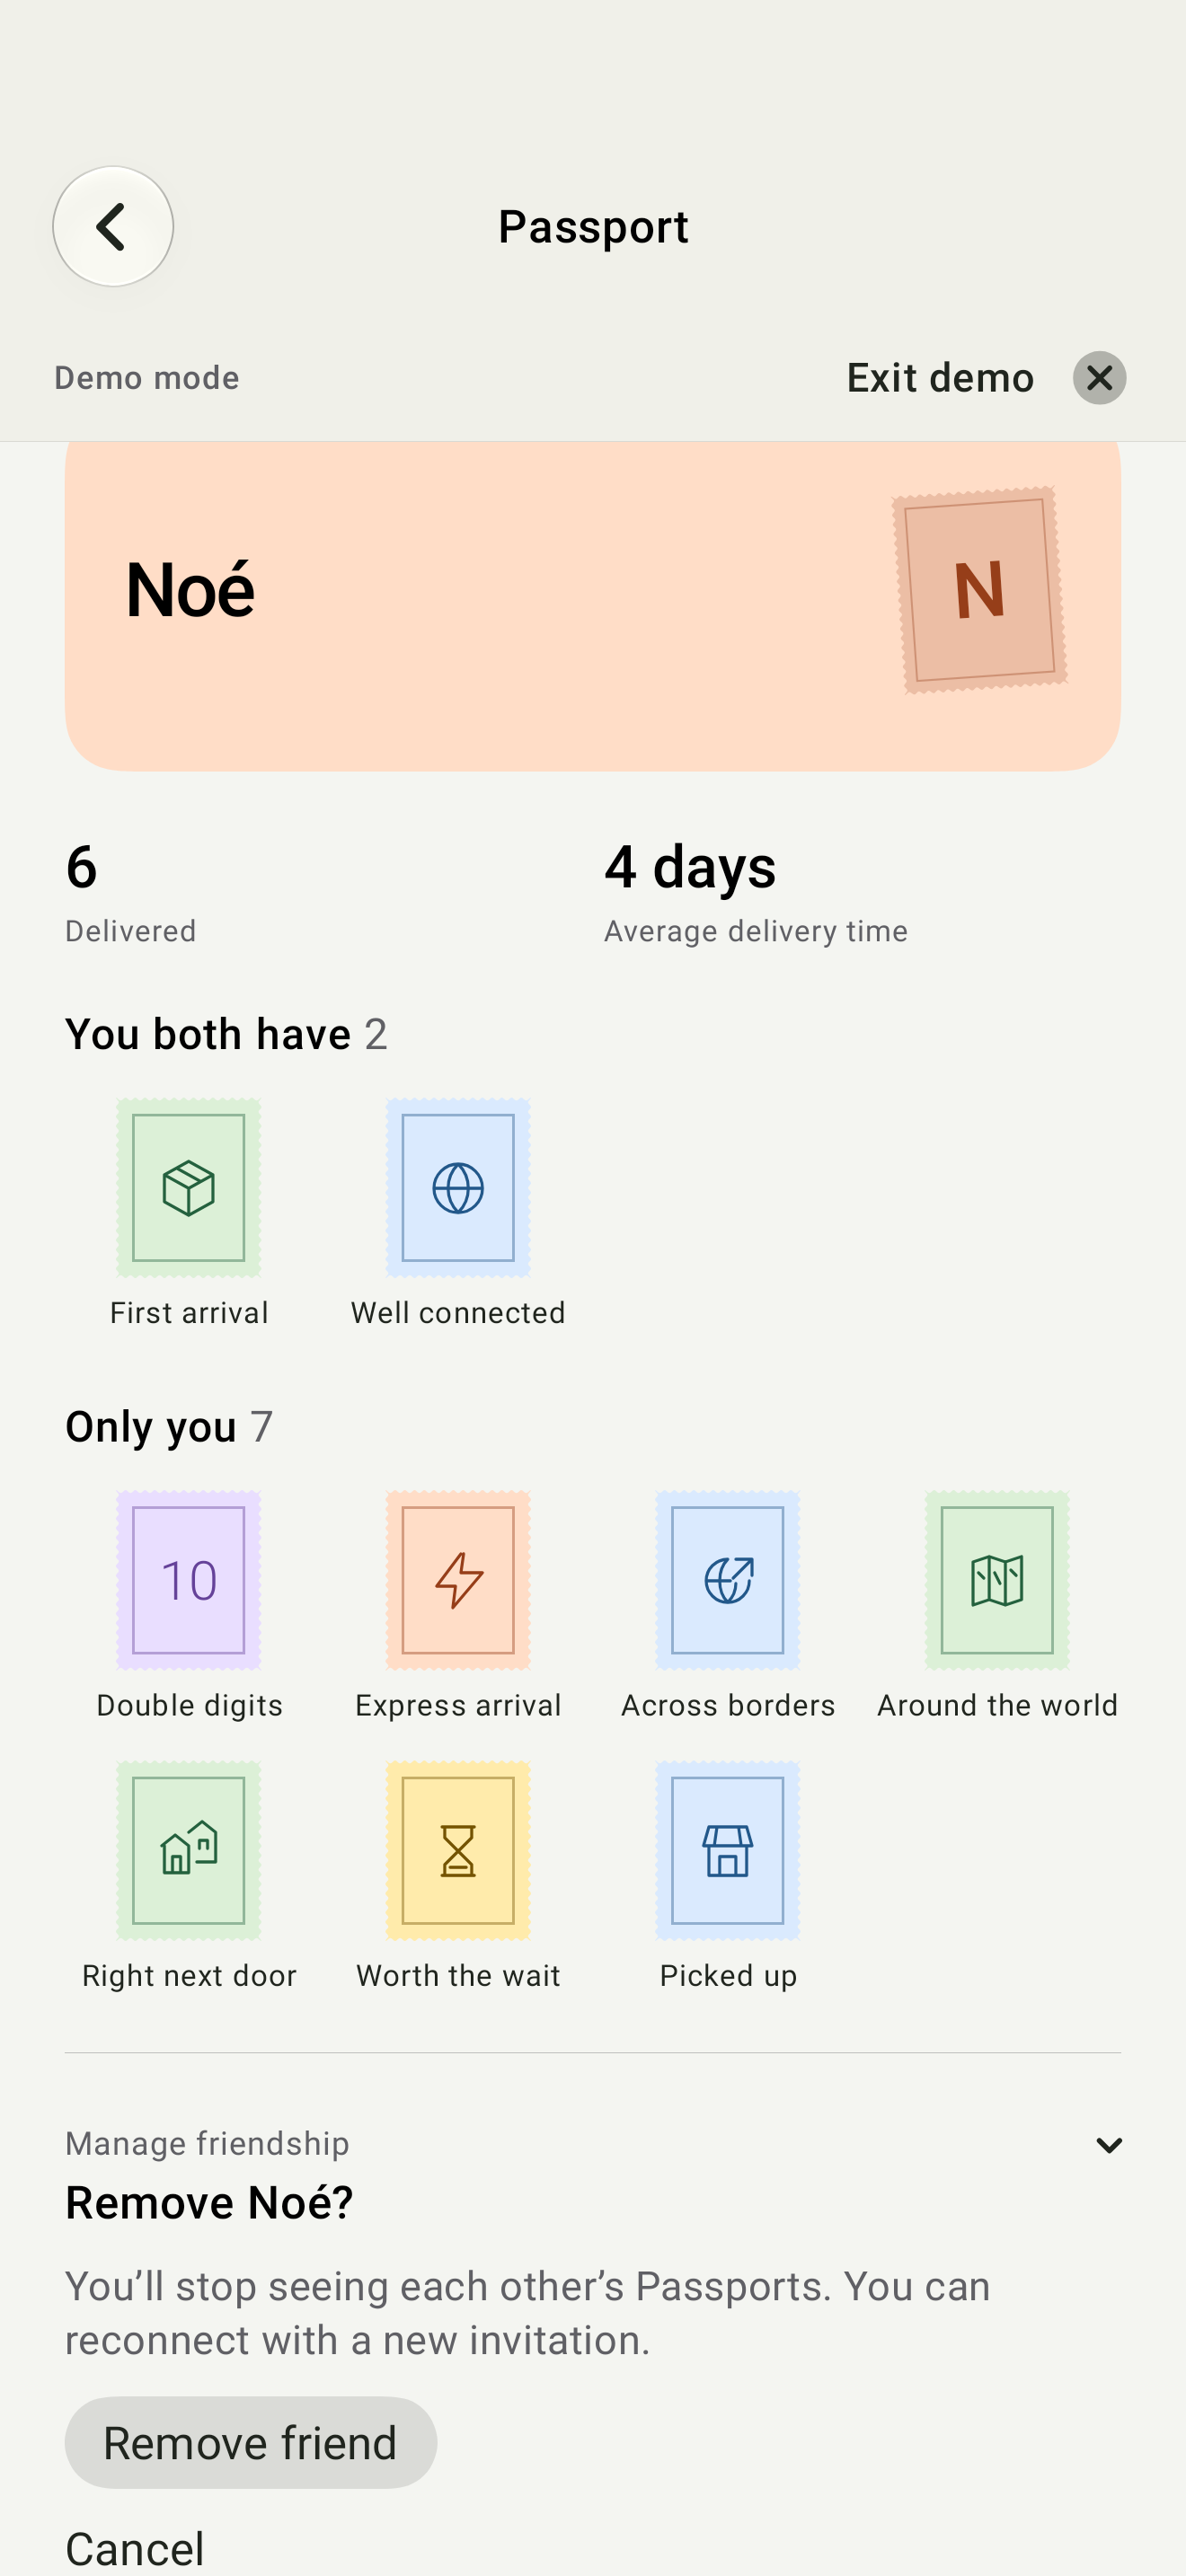 Passport
Demo mode
Exit demo
Noé
N
6
4 days
Delivered
Average delivery time
You both have 2
First arrival
Well connected
Only you 7
10
Double digits
Express arrival
Across borders
Around the world
Right next door
Worth the wait
Picked up
Manage friendship
Remove Noé?
You’ll stop seeing each other’s Passports. You can
reconnect with a new invitation.
Remove friend
Cancel